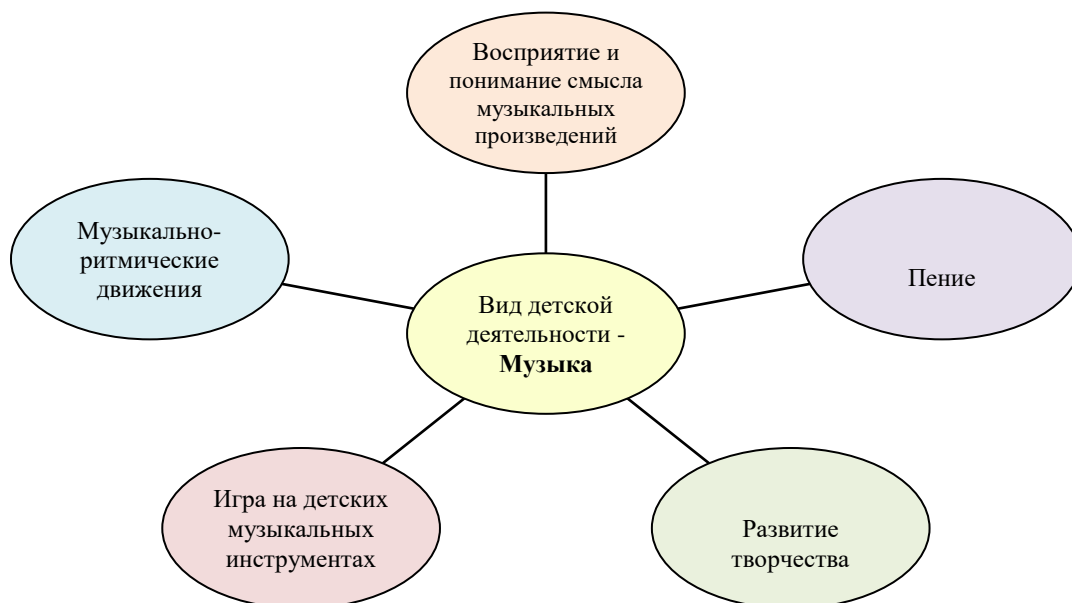 Восприятие и
понимание смысла
музыкальных
произведений
Музыкально-
ритмические
движения
Пение
Вид детской
деятельности -
Музыка
Игра на детских
музыкальных
инструментах
Развитие
творчества